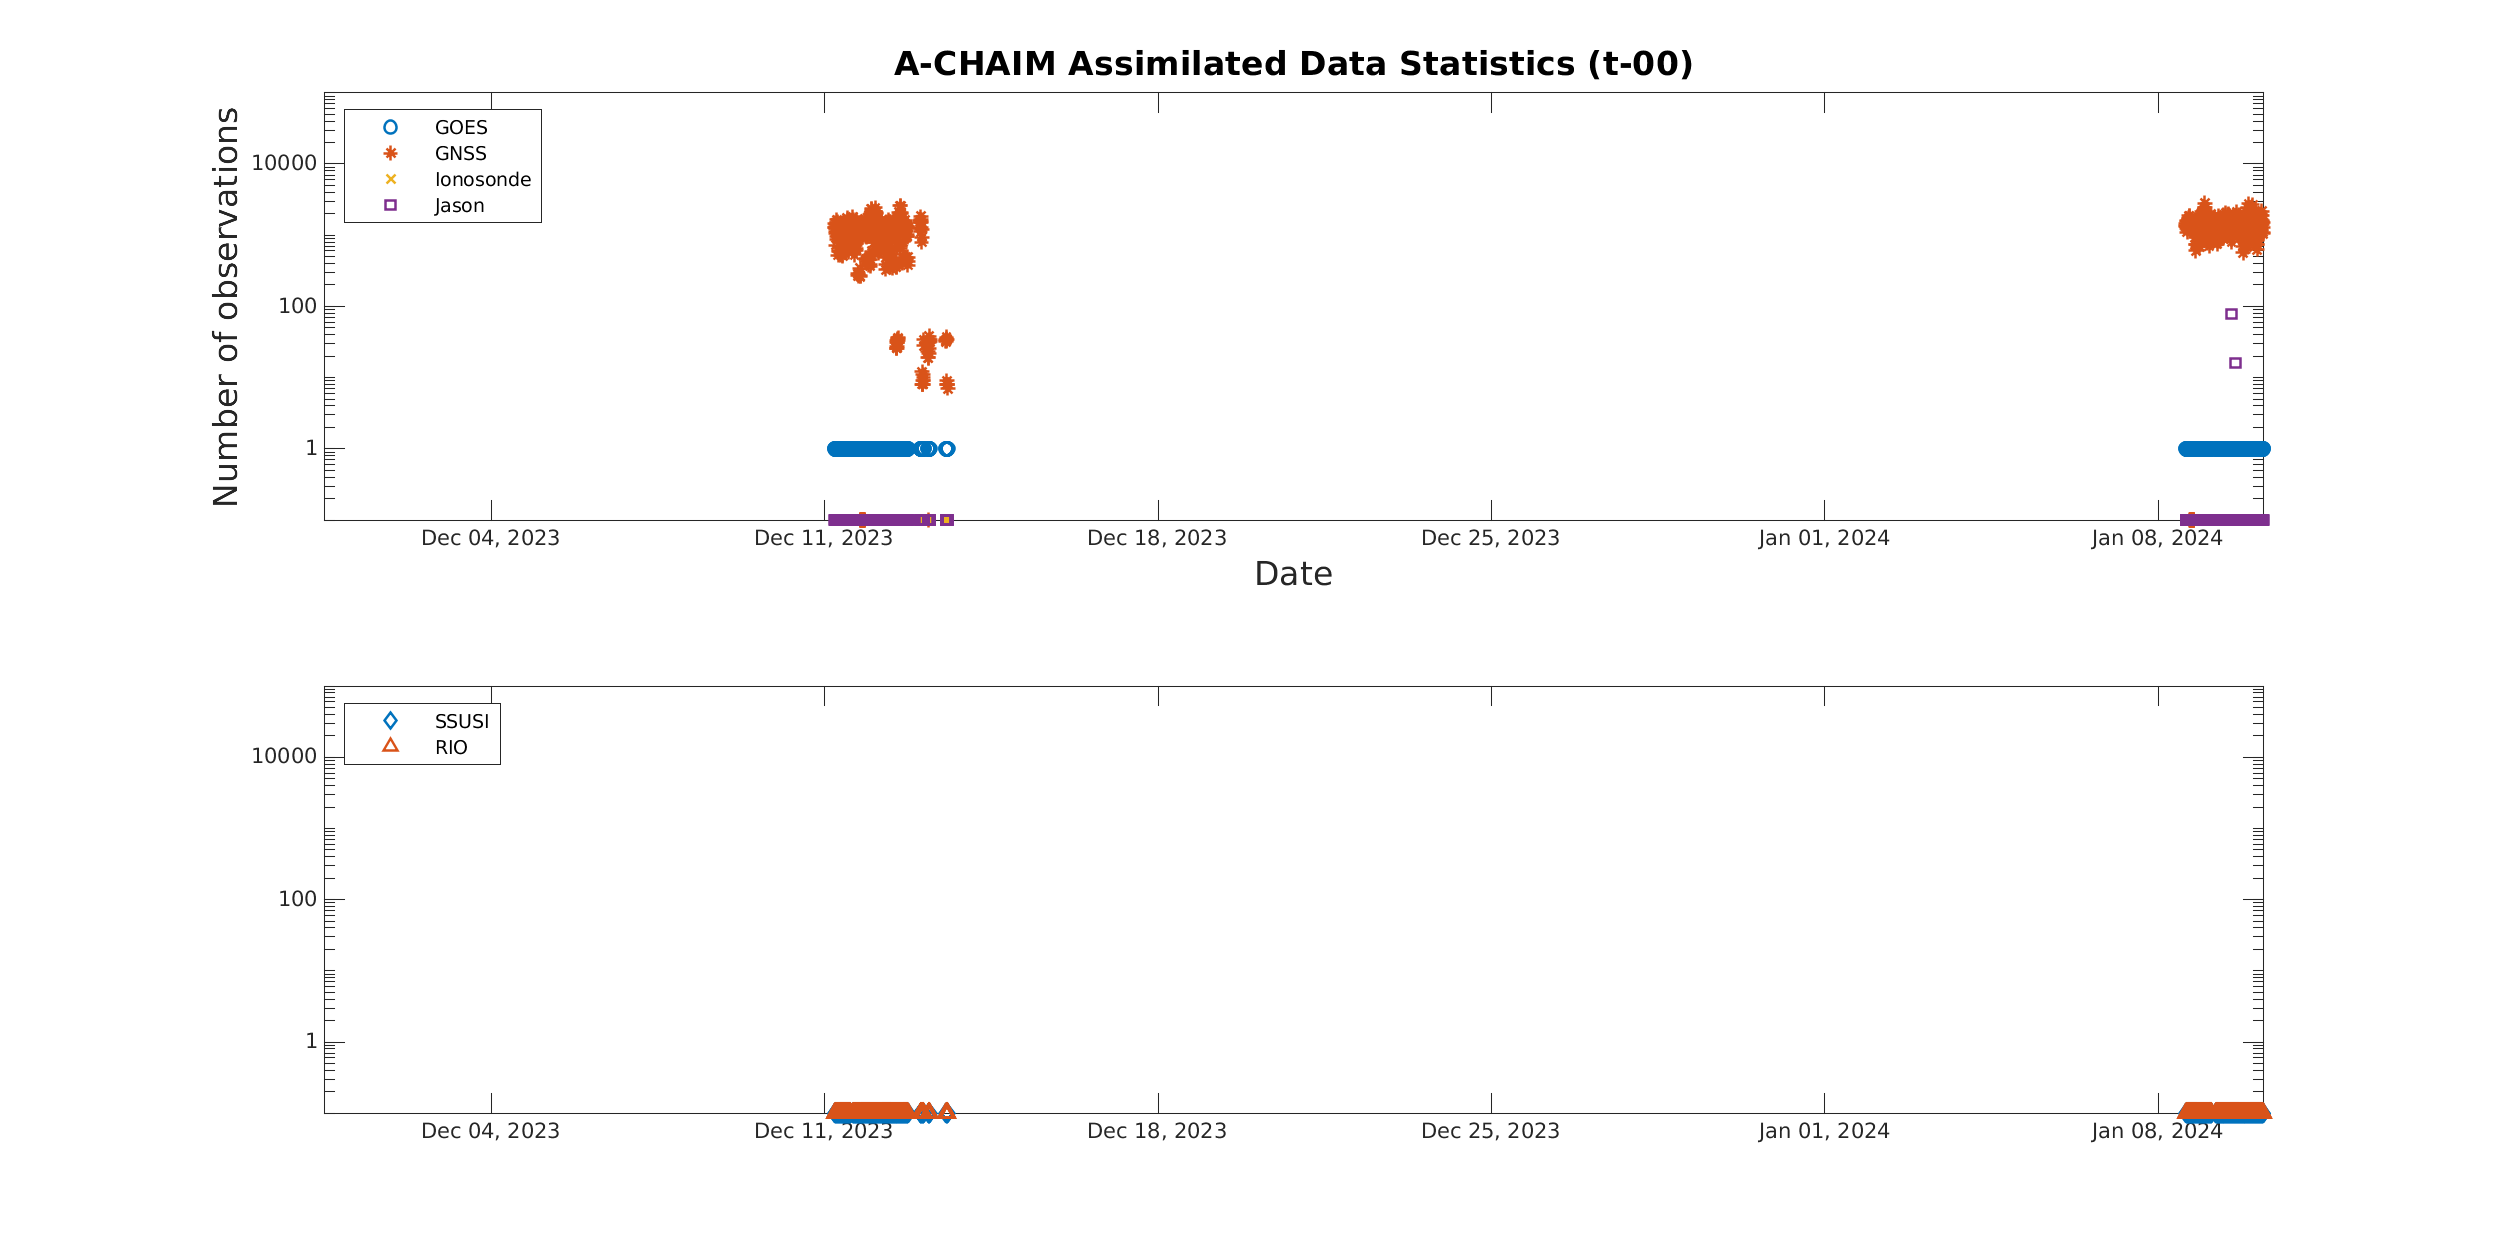 A-CHAIM Assimilated Data Statistics (t-00)
Number of observations
GOES
GNSS
Ionosonde
Jason
10000
100
1
Dec 04, 2023
Dec 11, 2023
Dec 18, 2023
Dec 25, 2023
Jan 01, 2024
Jan 08, 2024
Date
SSUSI
RIO
10000
100
1
Dec 04, 2023
Dec 11, 2023
Dec 18, 2023
Dec 25, 2023
Jan 01, 2024
Jan 08, 2024